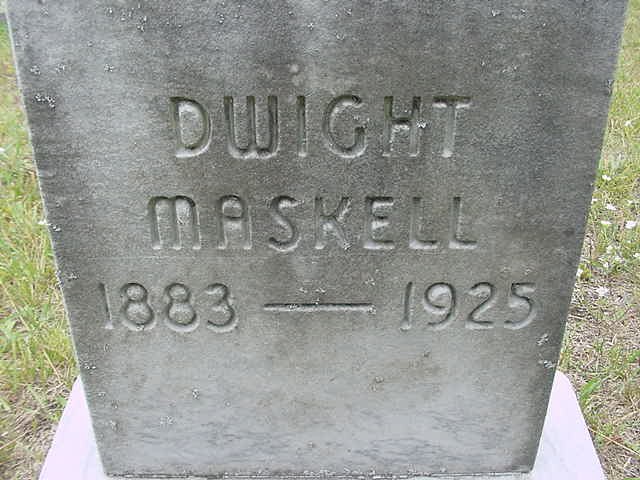 DWIGHT
MASKELL
1883 — 1925